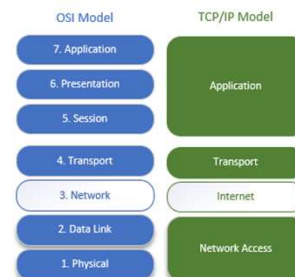 OSI Model
TCP/IP Model
7. Application
6. Presentation
5. Session
Application
4. Transport
Transport
3. Network
Internet
2. Data Link
1. Physical
Network Access